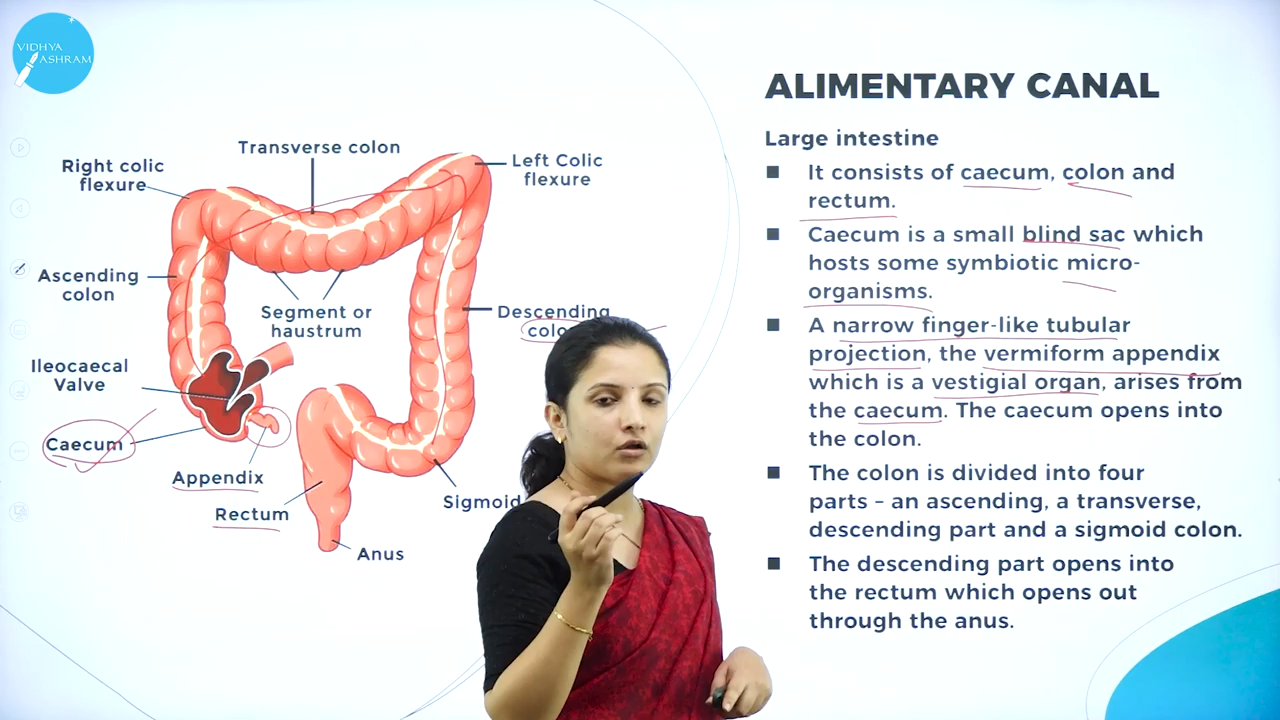 VIDHYA
ASHRAM
ALIMENTARY CANAL
Large intestine
■ It consists of caecum, colon and
rectum.
■ Caecum is a small blind sac which
hosts some symbiotic micro-
organisms.
■ A narrow finger-like tubular
projection, the vermiform appendix
which is a vestigial organ, arises from
the caecum. The caecum opens into
the colon.
■ The colon is divided into four
parts – an ascending, a transverse,
descending part and a sigmoid colon.
■ The descending part opens into
the rectum which opens out
through the anus.
Transverse colon
Right colic
flexure
Left Colic
flexure
Ascending
colon
Segment or
haustrum
Descending
Ileocaecal
Valve
Caecum
Appendix
Rectum
Sigmoid
Anus